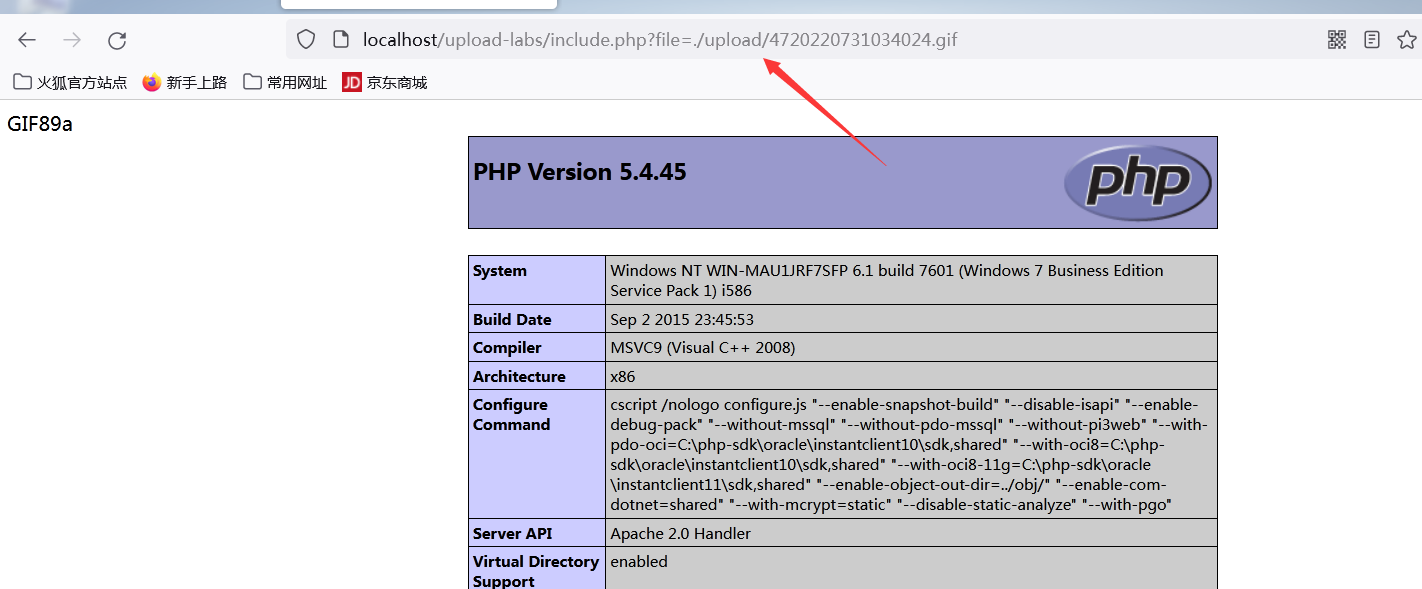 localhost/upload-labs/include.php?file=./upload/4720220731034024.gif
火狐官方站点 新手上路 常用网址 JD 京东商城
GIF89a
PHP Version 5.4.45
php
System
Windows NT WIN-MAU1JRF7SFP 6.1 build 7601 (Windows 7 Business Edition
Service Pack 1) i586
Build Date
Sep 2 2015 23:45:53
Compiler
MSVC9 (Visual C++ 2008)
Architecture
x86
Configure
Command
cscript /nologo configure.js "--enable-snapshot-build" "--disable-isapi" "--enable-
debug-pack" "--without-mssql" "--without-pdo-mssql" "--without-pi3web" "--with-
pdo-oci=C:\php-sdk\oracle\instantclient10\sdk,shared" "--with-oci8=C:\php-
sdk\oracle\instantclient10\sdk,shared" "--with-oci8-11g=C:\php-sdk\oracle
\instantclient11\sdk,shared" "--enable-object-out-dir=../obj/" "--enable-com-
dotnet=shared" "--with-mcrypt=static" "--disable-static-analyze" "--with-pgo"
Server API
Apache 2.0 Handler
Virtual Directory
Support
enabled